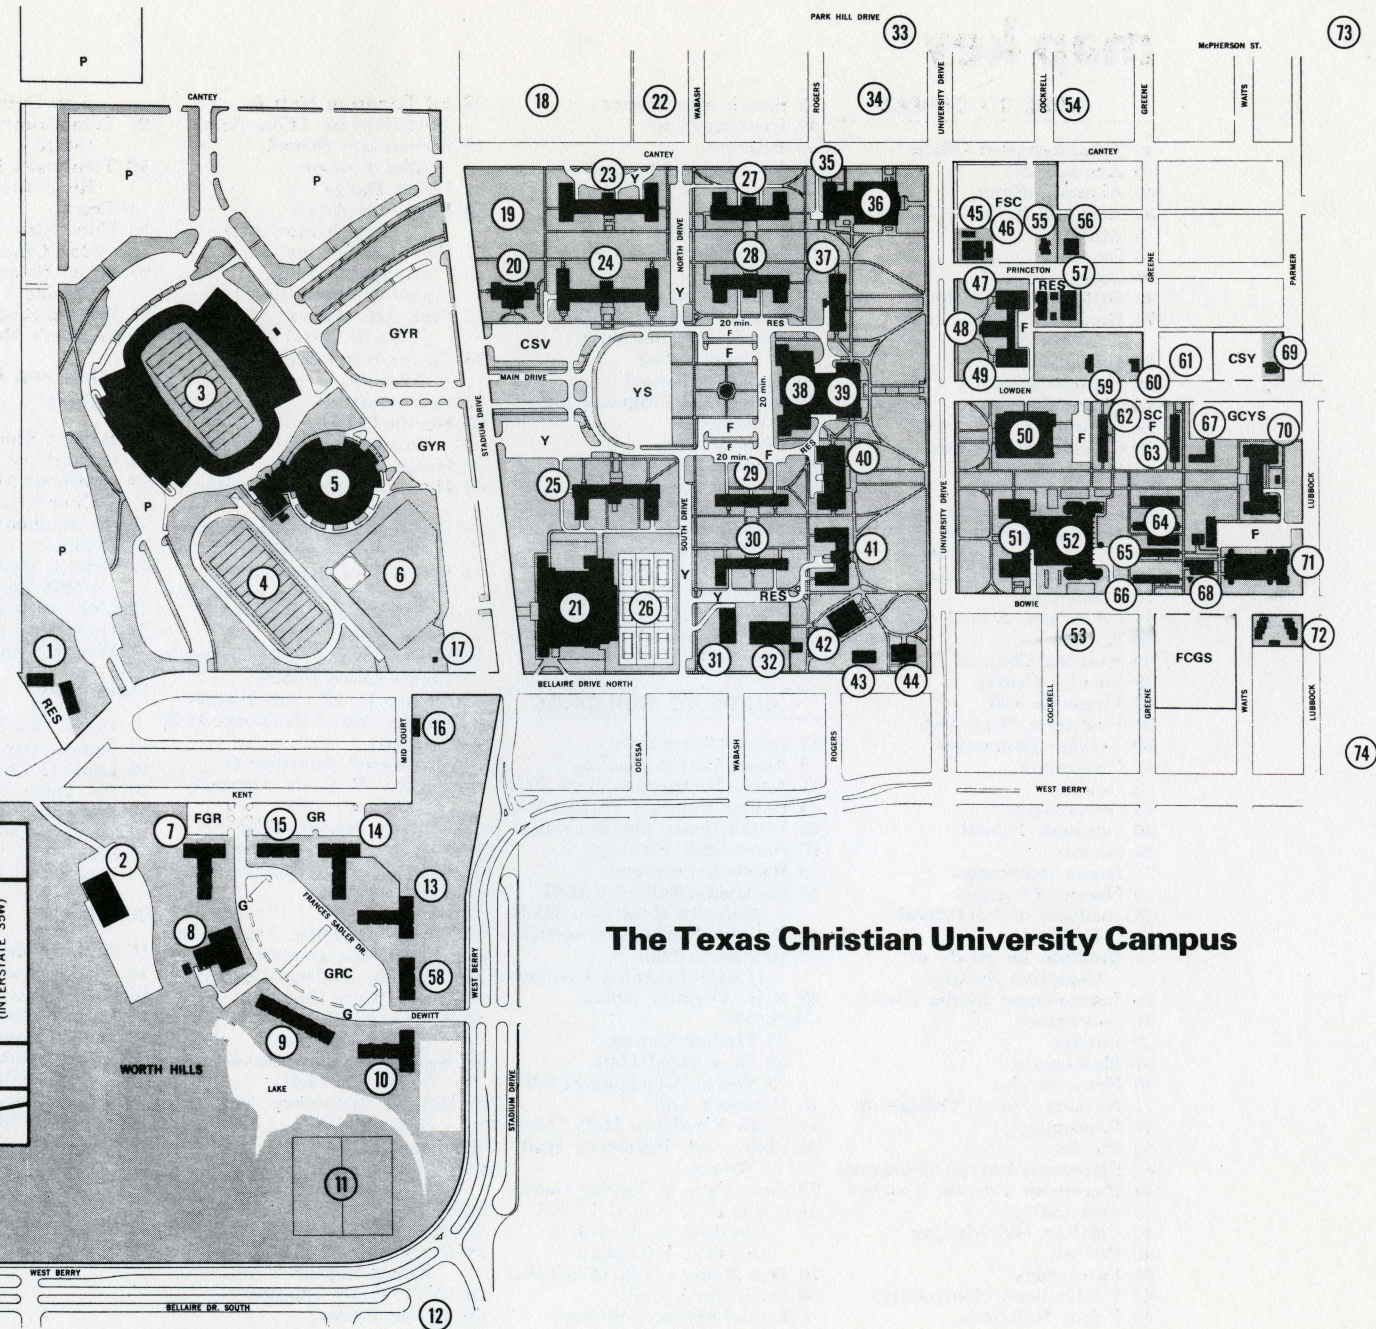 PARK HILL DRIVE
33
McPHERSON ST.
73
P
CANTEY
18
22
WABASH
ROGERS
34
UNIVERSITY DRIVE
COCKRELL
54
GREENE
WAITS
CANTEY
35
CANTEY
P
P
23
Y
27
36
19
45
FSC
46
55
56
NORTH DRIVE
20
24
28
37
47
PRINCETON
57
GREENE
PARMER
Y
RES
3
GYR
20 min.
RES
F
CSV
F
48
F
61
CSY
69
MAIN DRIVE
YS
20 min.
38
39
49
59
60
LOWDEN
STADIUM DRIVE
GYR
Y
F
F
20 min.
F
RES
50
F
62
SC
F
63
67
GCYS
70
40
29
25
5
P
P
SOUTH DRIVE
UNIVERSITY DRIVE
LUBBOCK
4
6
30
41
51
52
64
65
F
71
21
26
Y
Y
RES
66
68
BOWIE
1
RES
17
31
32
42
43
44
53
FCGS
72
BELLAIRE DRIVE NORTH
MID COURT
16
ODESSA
WABASH
ROGERS
COCKRELL
GREENE
WAITS
LUBBOCK
74
KENT
WEST BERRY
7
FGR
15
GR
14
2
13
G
FRANCES SADLER DR.
8
GRC
58
WEST BERRY
The Texas Christian University Campus
(INTERSTATE 35W)
9
G
DEWITT
10
WORTH HILLS
LAKE
STADIUM DRIVE
11
WEST BERRY
BELLAIRE DR. SOUTH
12